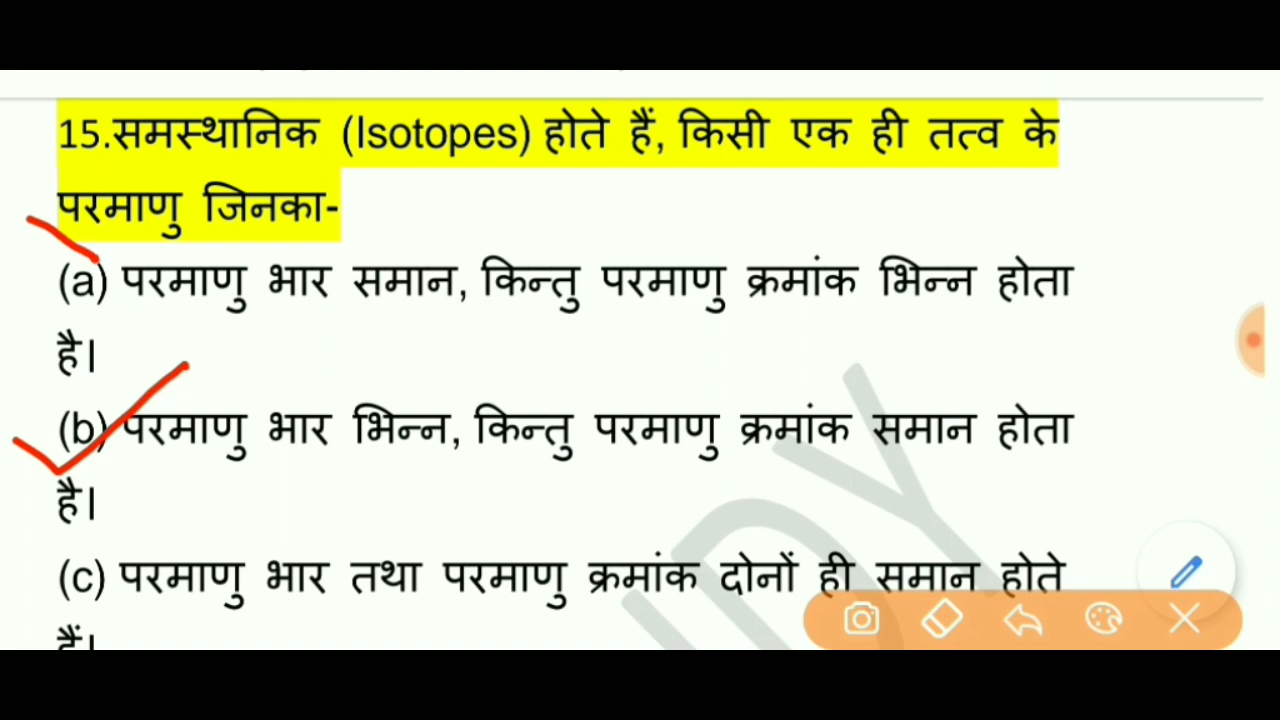 15.समस्थानिक (Isotopes) होते हैं, किसी एक ही तत्व के
परमाणु जिनका-
(a) परमाणु भार समान, किन्तु परमाणु क्रमांक भिन्न होता
है।
(b) परमाणु भार भिन्न, किन्तु परमाणु क्रमांक समान होता
है।
(c) परमाणु भार तथा परमाणु क्रमांक दोनों ही समान होते
हैं।